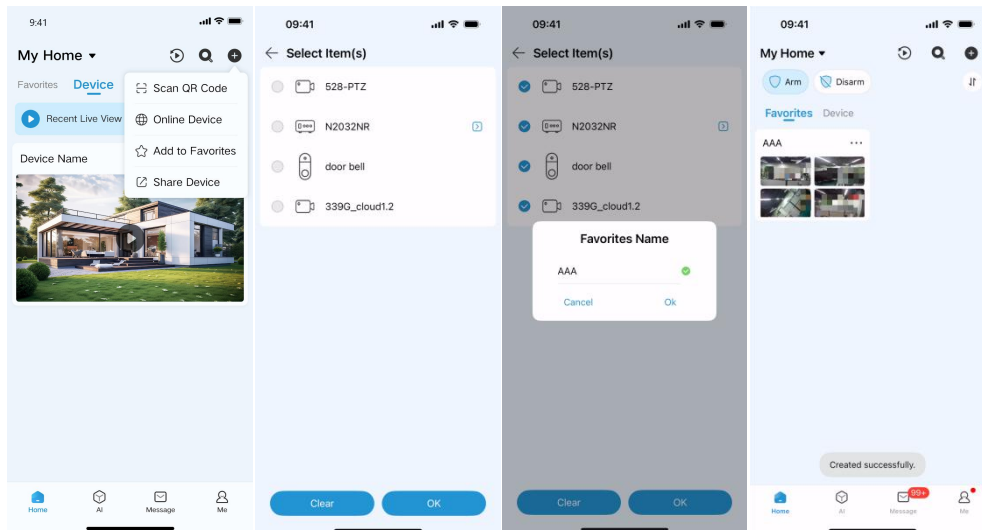 9:41
My Home
Favorites Device
Scan QR Code
Online Device
Add to Favorites
Share Device
Recent Live View
Device Name
Home AI Message Me
09:41
Select Item(s)
528-PTZ
N2032NR
door bell
339G_cloud1.2
Clear OK
09:41
Select Item(s)
528-PTZ
N2032NR
door bell
339G_cloud1.2
Favorites Name
AAA
Cancel Ok
Clear OK
09:41
My Home
Arm Disarm
Favorites Device
AAA
Created successfully.
99+
Home AI Message Me